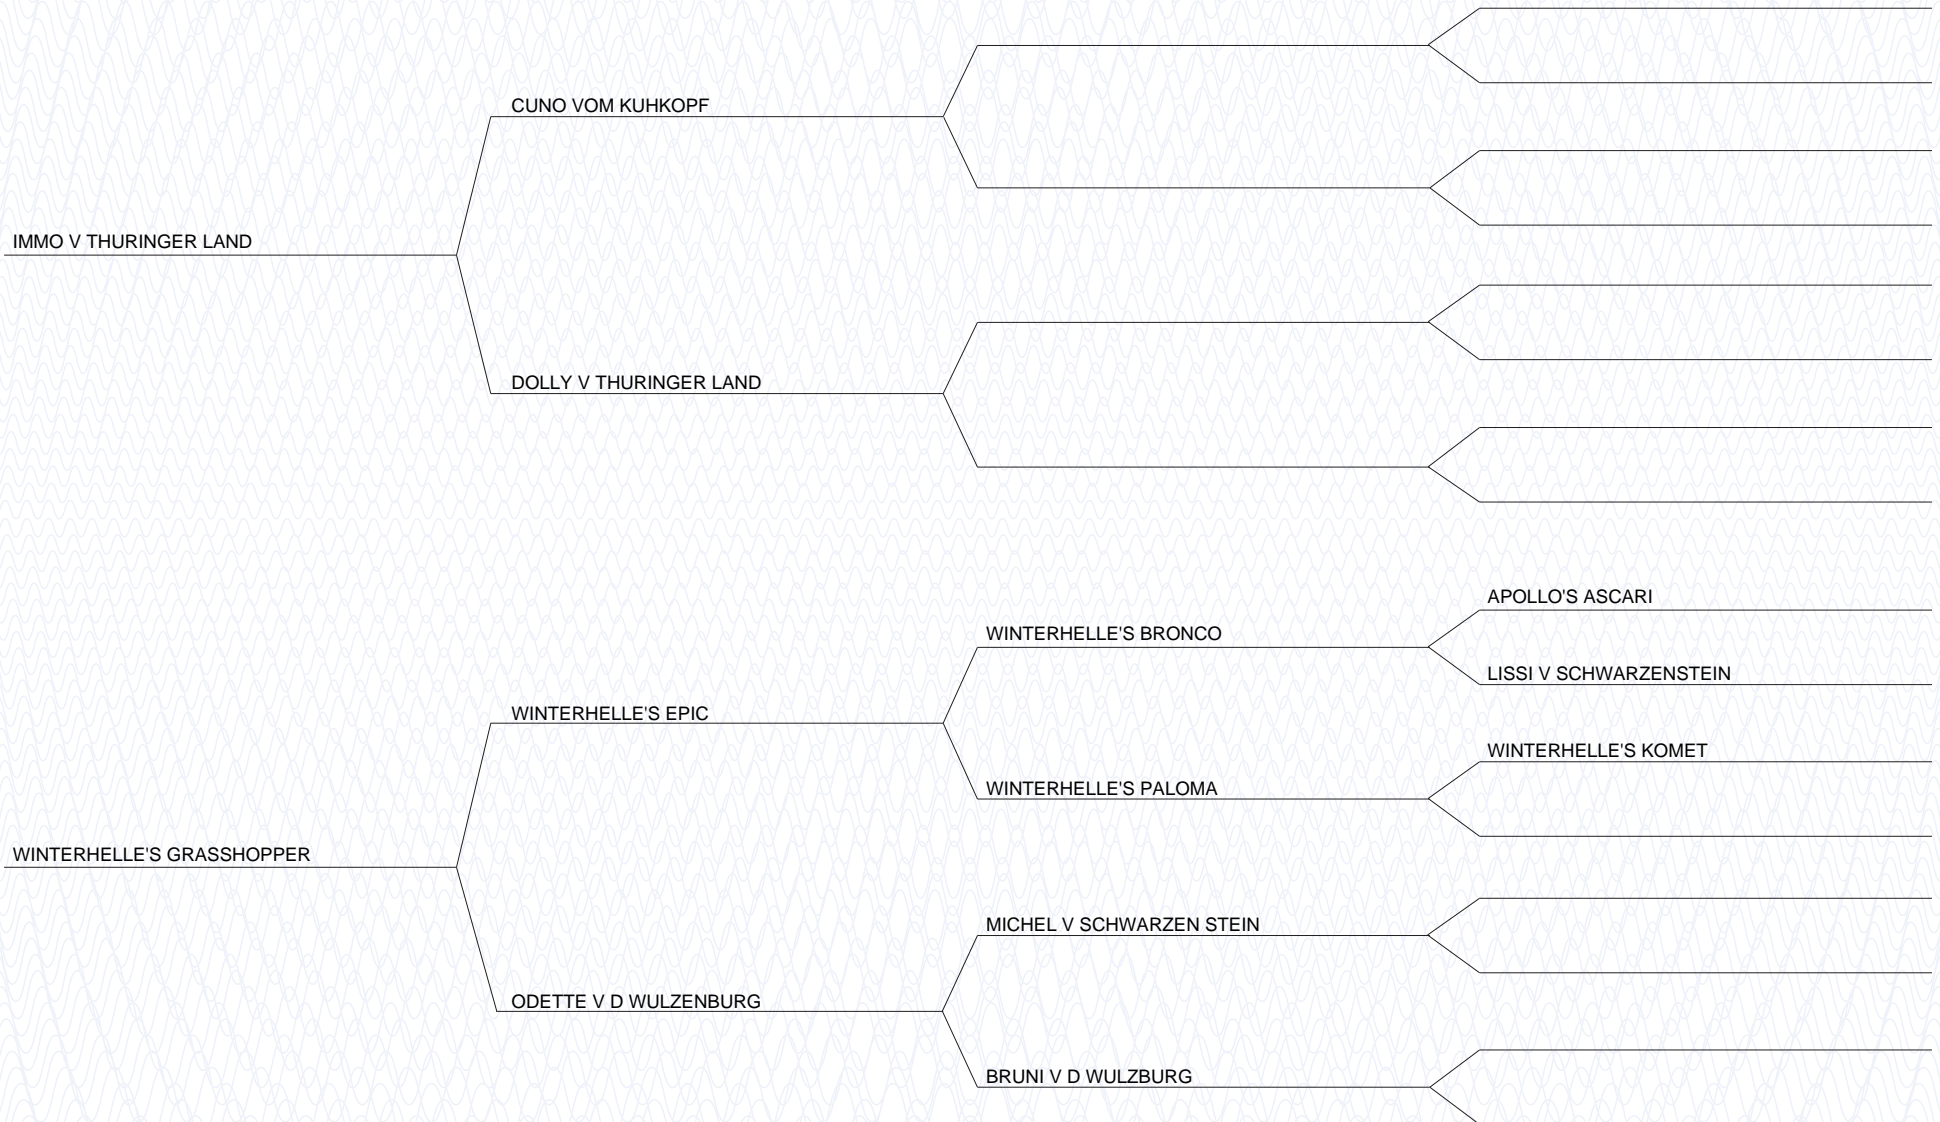 CUNO VOM KUHKOPF
IMMO V THURINGER LAND
DOLLY V THURINGER LAND
APOLLO'S ASCARI
WINTERHELLE'S BRONCO
LISSI V SCHWARZENSTEIN
WINTERHELLE'S EPIC
WINTERHELLE'S KOMET
WINTERHELLE'S PALOMA
WINTERHELLE'S GRASSHOPPER
MICHEL V SCHWARZEN STEIN
ODETTE V D WULZENBURG
BRUNI V D WULZBURG